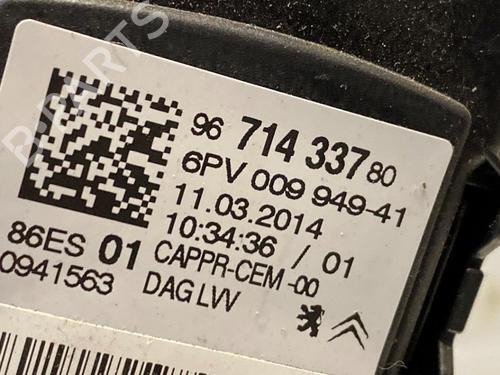 B-PARTS
96 714 337 80
6PV 009 949-41
11.03.2014
10:34:36 / 01
86ES 01 CAPPR-CEM -00
0941563 DAG LVV